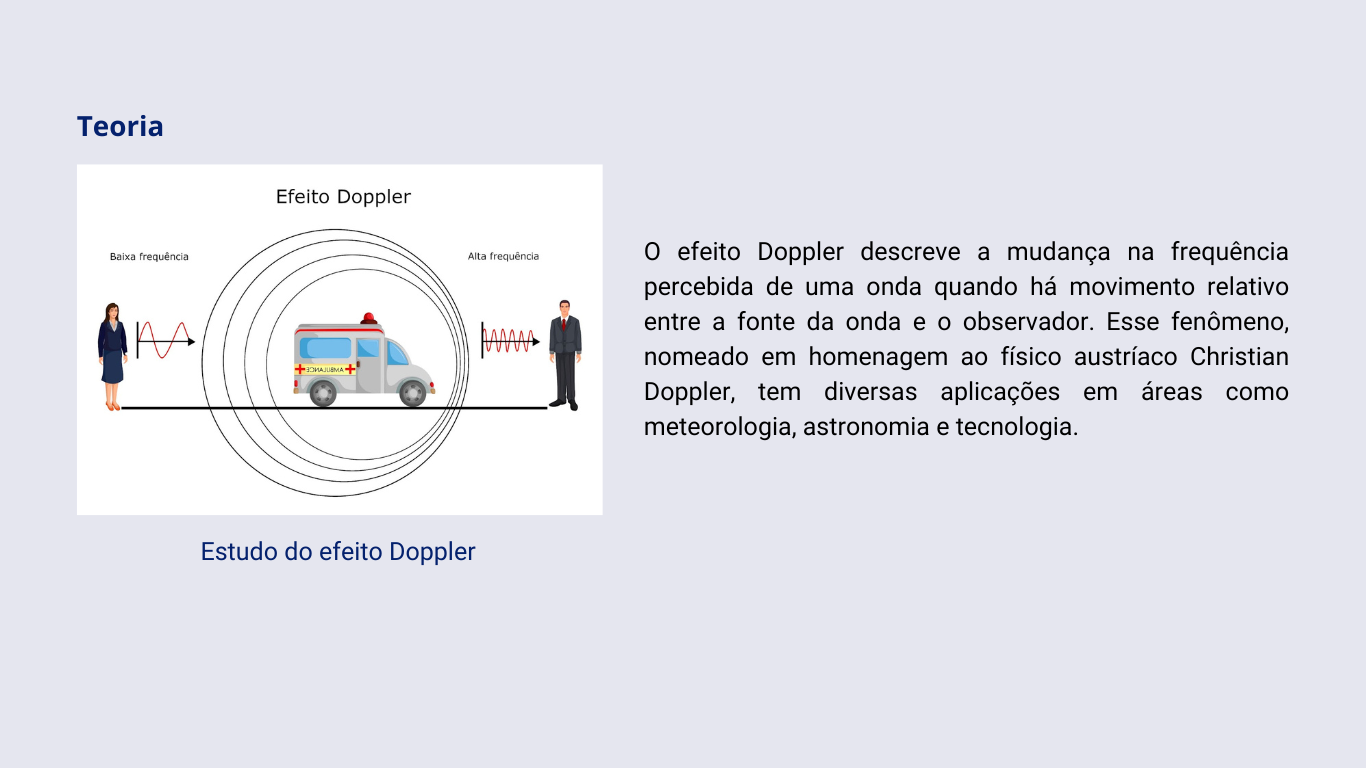 Teoria
Efeito Doppler
Baixa frequência
Alta frequência
AMBULANCE
Estudo do efeito Doppler
O efeito Doppler descreve a mudança na frequência
percebida de uma onda quando há movimento relativo
entre a fonte da onda e o observador. Esse fenômeno,
nomeado em homenagem ao físico austríaco Christian
Doppler, tem diversas aplicações em áreas como
meteorologia, astronomia e tecnologia.